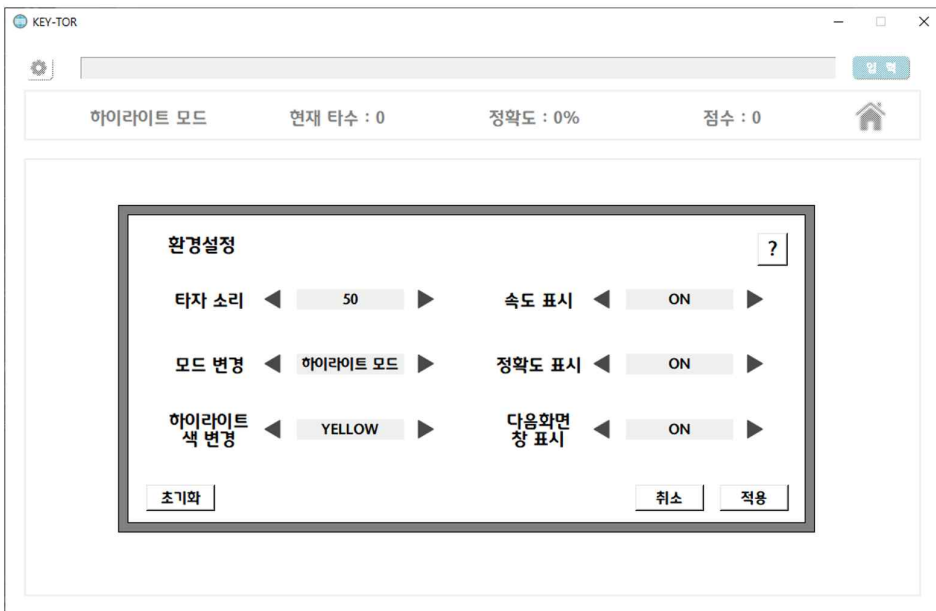 KEY-TOR
입 력
하이라이트 모드 현재 타수 : 0 정확도 : 0% 점수 : 0
환경설정 ?
타자 소리 50 속도 표시 ON
모드 변경 하이라이트 모드 정확도 표시 ON
하이라이트
색 변경 YELLOW 다음화면
창 표시 ON
초기화 취소 적용